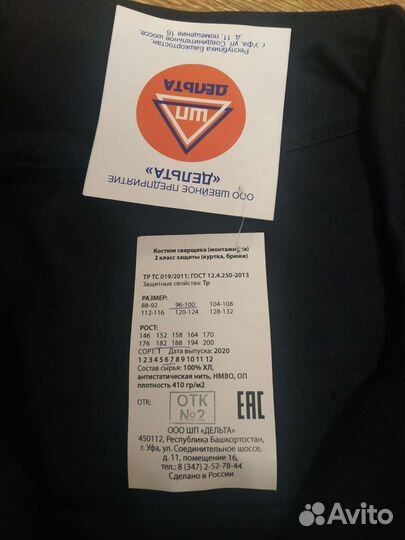 Республика Башкортостан,
г. Уфа, ул. Соединительное шоссе,
д. 11, помещение 16
ДЕЛЬТА
ШП
ООО ШВЕЙНОЕ ПРЕДПРИЯТИЕ
«ДЕЛЬТА»
Костюм сварщика (монтажника)
2 класс защиты (куртка, брюки)
ТР ТС 019/2011; ГОСТ 12.4.250-2013
Защитные свойства: Тр
РАЗМЕР:
88-92 96-100 104-108
112-116 120-124 128-132
РОСТ:
146 152 158 164 170
176 182 188 194 200
СОРТ: 1 Дата выпуска: 2020
1 2 3 4 5 6 7 8 9 10 11 12
Состав сырья: 100% ХЛ,
антистатическая нить, НМВО, ОП
плотность 410 гр/м2
ОТК:
ОТК
№2
ЕАС
ООО ШП «ДЕЛЬТА»
450112, Республика Башкортостан,
г. Уфа, ул. Соединительное шоссе,
д. 11, помещение 16,
тел.: 8 (347) 2-52-78-44
Сделано в России
Avito